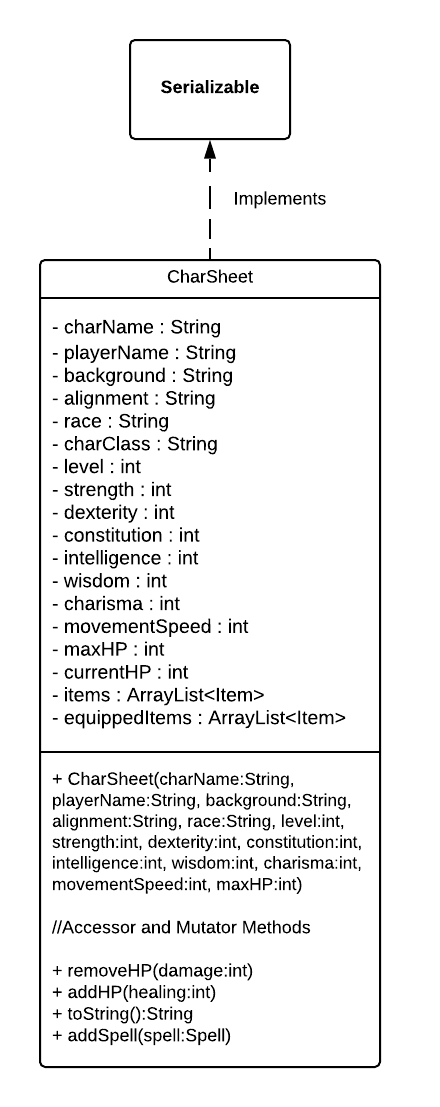 Serializable
Implements
CharSheet
- charName : String
- playerName : String
- background : String
- alignment : String
- race : String
- charClass : String
- level : int
- strength : int
- dexterity : int
- constitution : int
- intelligence : int
- wisdom : int
- charisma : int
- movementSpeed : int
- maxHP : int
- currentHP : int
- items : ArrayList<Item>
- equippedItems : ArrayList<Item>
+ CharSheet(charName:String,
playerName:String, background:String,
alignment:String, race:String, level:int,
strength:int, dexterity:int, constitution:int,
intelligence:int, wisdom:int, charisma:int,
movementSpeed:int, maxHP:int)
//Accessor and Mutator Methods
+ removeHP(damage:int)
+ addHP(healing:int)
+ toString():String
+ addSpell(spell:Spell)